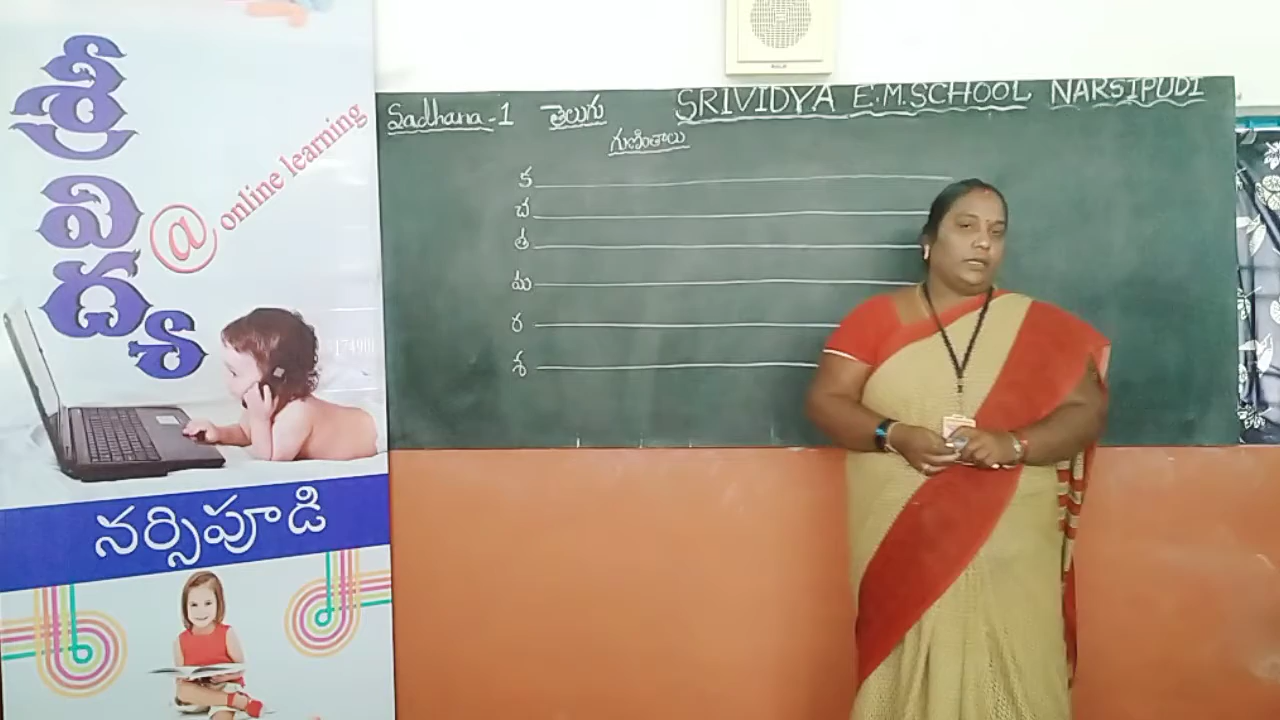 శ్రీ
విద్యా
@ online learning
నర్సిపూడి
Sadhana-1 తెలుగు SRIVIDYA E.M.SCHOOL NARSIPUDI
గుణింతాలు
క
చ
త
మ
ర
శ